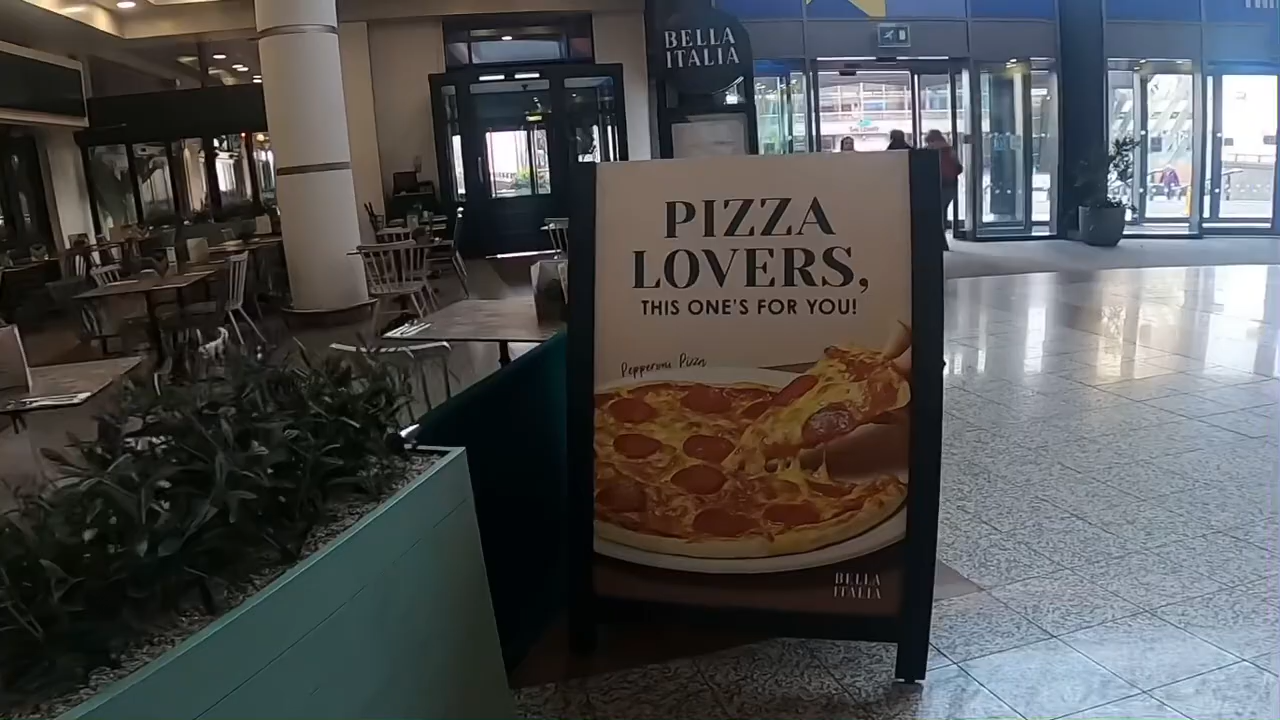 BELLA
ITALIA
PIZZA
LOVERS,
THIS ONE'S FOR YOU!
Pepperoni Pizza
BELLA
ITALIA